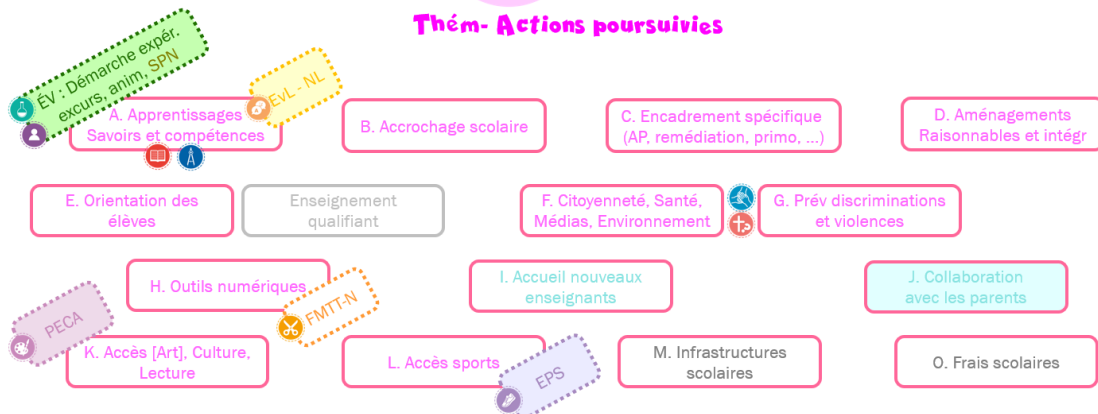 Thém- Actions poursuivies
ÉV : Démarche expér.
excurs, anim, SPN
EvL - NL
A. Apprentissages
Savoirs et compétences
B. Accrochage scolaire
C. Encadrement spécifique
(AP, remédiation, primo, ...)
D. Aménagements
Raisonnables et intégr
E. Orientation des
élèves
Enseignement
qualifiant
F. Citoyenneté, Santé,
Médias, Environnement
G. Prév discriminations
et violences
H. Outils numériques
I. Accueil nouveaux
enseignants
J. Collaboration
avec les parents
PECA
FMTT-N
K. Accès [Art], Culture,
Lecture
L. Accès sports
EPS
M. Infrastructures
scolaires
O. Frais scolaires